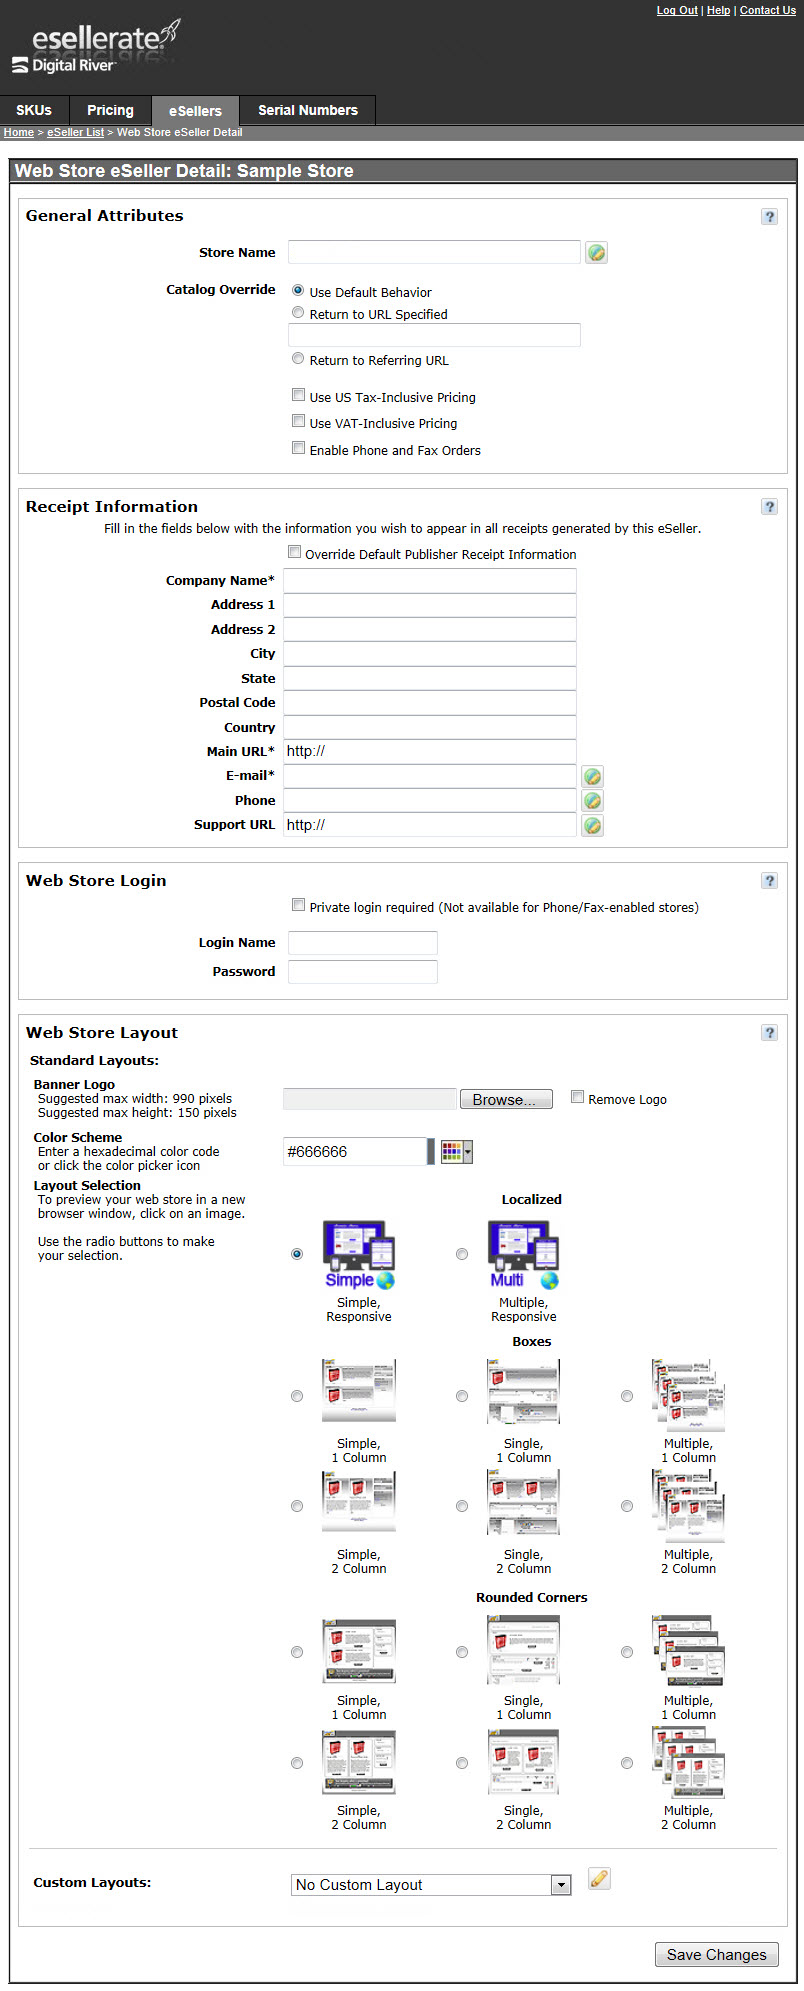 Log Out | Help | Contact Us
esellerate.
Digital River
SKUs Pricing eSellers Serial Numbers
Home > eSeller List > Web Store eSeller Detail
Web Store eSeller Detail: Sample Store
General Attributes ?
Store Name
Catalog Override Use Default Behavior
Return to URL Specified
Return to Referring URL
Use US Tax-Inclusive Pricing
Use VAT-Inclusive Pricing
Enable Phone and Fax Orders
Receipt Information ?
Fill in the fields below with the information you wish to appear in all receipts generated by this eSeller.
Override Default Publisher Receipt Information
Company Name*
Address 1
Address 2
City
State
Postal Code
Country
Main URL* http://
E-mail*
Phone
Support URL http://
Web Store Login ?
Private login required (Not available for Phone/Fax-enabled stores)
Login Name
Password
Web Store Layout ?
Standard Layouts:
Banner Logo
Suggested max width: 990 pixels
Suggested max height: 150 pixels
Browse... Remove Logo
Color Scheme
Enter a hexadecimal color code
or click the color picker icon
#666666
Layout Selection
To preview your web store in a new
browser window, click on an image.
Use the radio buttons to make
your selection.
Localized
Simple Multi
Simple, Multiple,
Responsive Responsive
Boxes
Simple, Single, Multiple,
1 Column 1 Column 1 Column
Simple, Single, Multiple,
2 Column 2 Column 2 Column
Rounded Corners
Simple, Single, Multiple,
1 Column 1 Column 1 Column
Simple, Single, Multiple,
2 Column 2 Column 2 Column
Custom Layouts: No Custom Layout
Save Changes